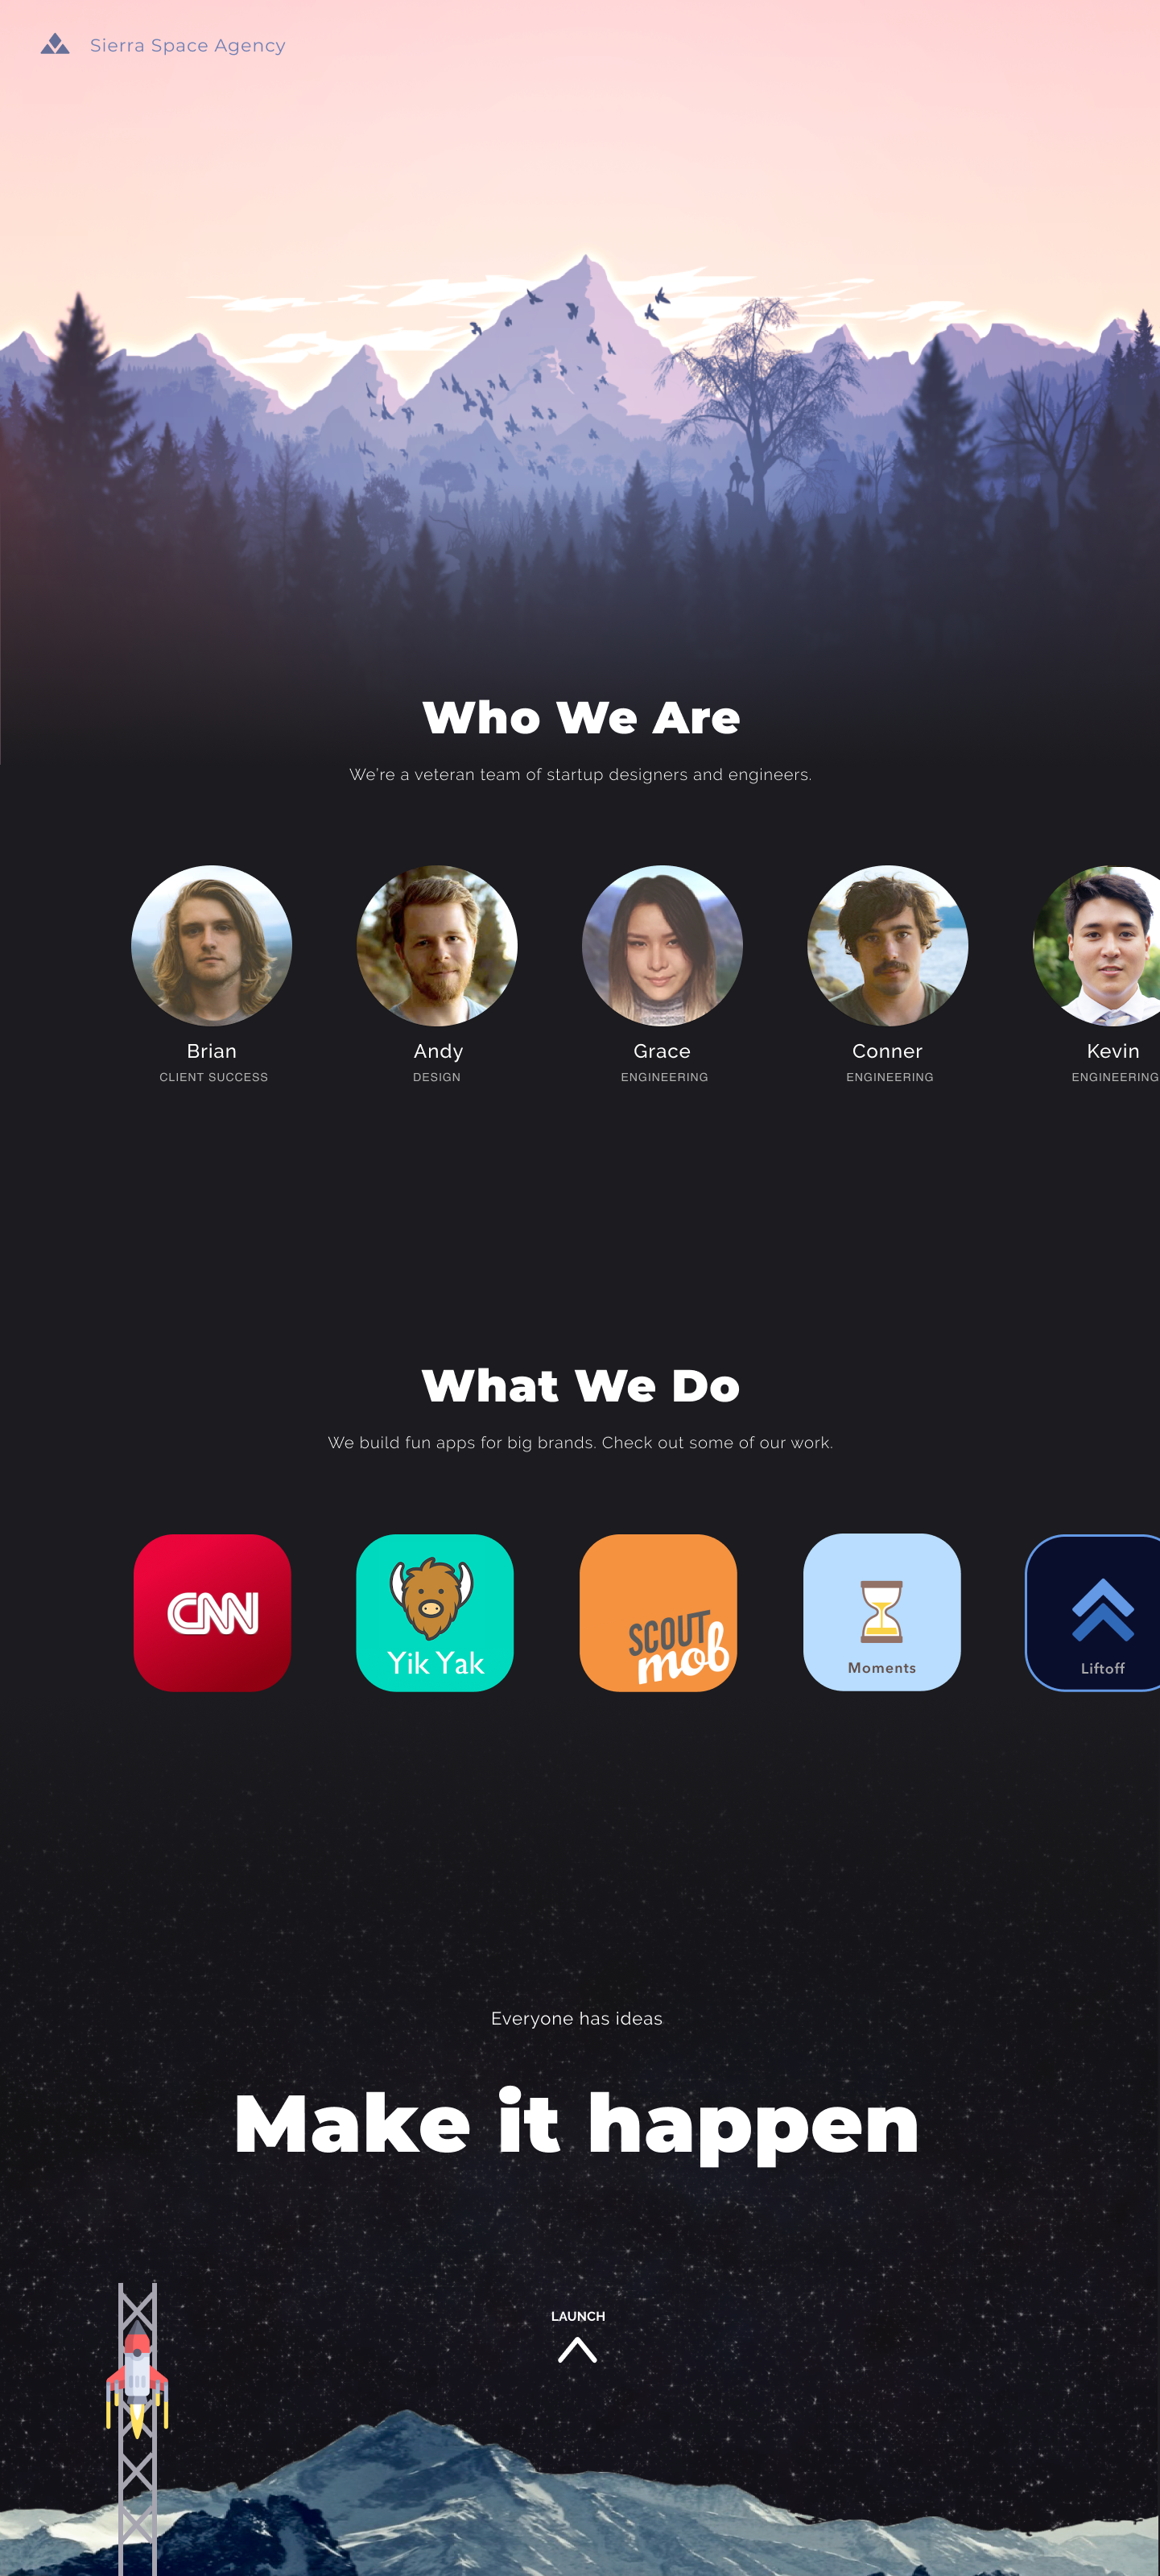 Sierra Space Agency
Who We Are
We're a veteran team of startup designers and engineers.
Brian
CLIENT SUCCESS
Andy
DESIGN
Grace
ENGINEERING
Conner
ENGINEERING
Kevin
ENGINEERING
What We Do
We build fun apps for big brands. Check out some of our work.
CNN
Yik Yak
SCOUT
mob
Moments
Liftoff
Everyone has ideas
Make it happen
LAUNCH